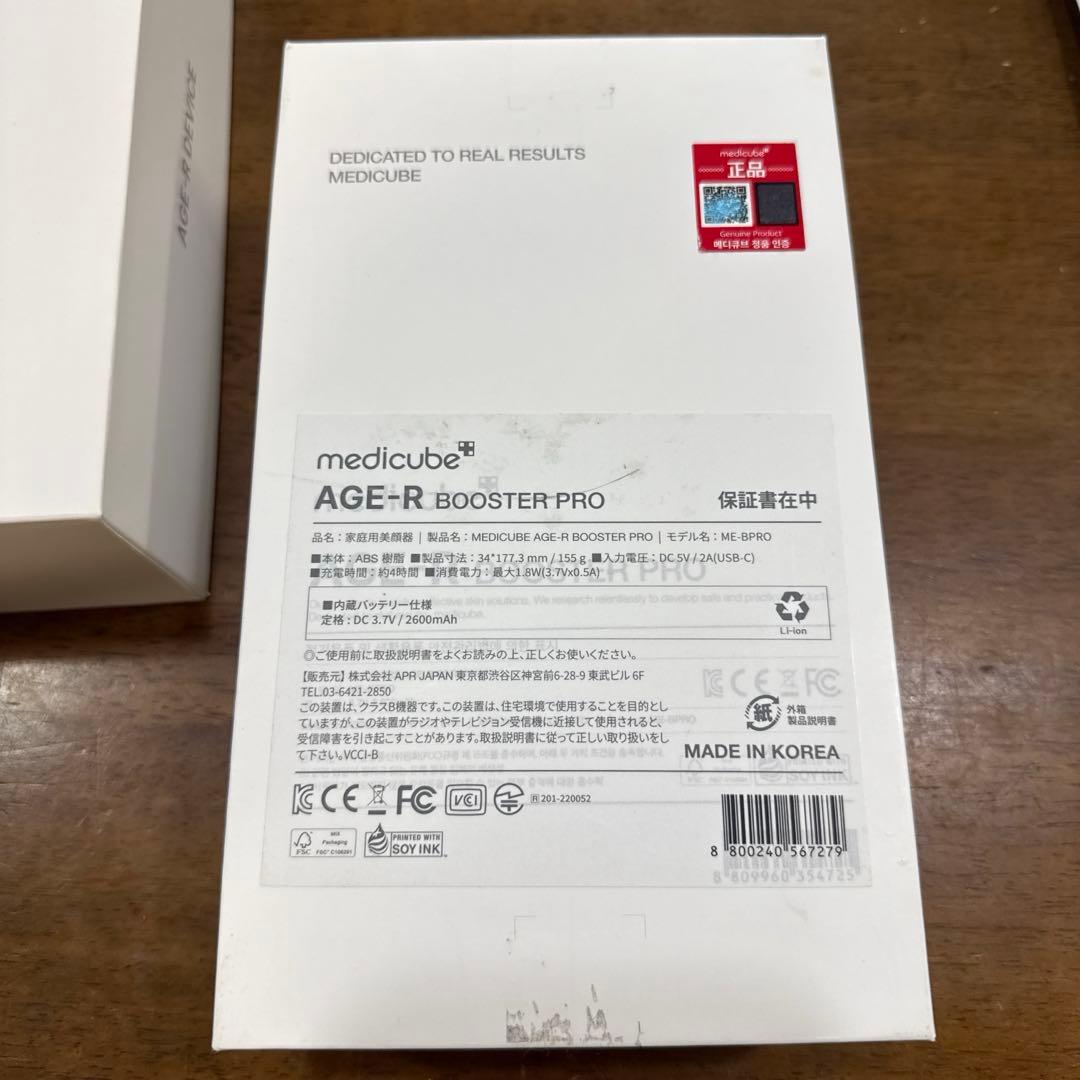 AGE-R DEVICE
DEDICATED TO REAL RESULTS
MEDICUBE
medicube
正品
Genuine Product
메디큐브 정품 인증
medicube
AGE-R BOOSTER PRO 保証書在中
品名：家庭用美顔器｜製品名：MEDICUBE AGE-R BOOSTER PRO｜モデル名：ME-BPRO
■本体：ABS 樹脂 ■製品寸法：34*177.3 mm / 155 g ■入力電圧：DC 5V / 2A(USB-C)
■充電時間：約4時間 ■消費電力：最大1.8W(3.7Vx0.5A)
■内蔵バッテリー仕様
定格：DC 3.7V / 2600mAh
Li-ion
◎ご使用前に取扱説明書をよくお読みの上、正しくお使いください。
【販売元】株式会社 APR JAPAN 東京都渋谷区神宮前6-28-9 東武ビル 6F
TEL.03-6421-2850
この装置は、クラスB機器です。この装置は、住宅環境で使用することを目的とし
ていますが、この装置がラジオやテレビジョン受信機に近接して使用されると、
受信障害を引き起こすことがあります。取扱説明書に従って正しい取り扱いをし
て下さい。VCCI-B
紙 外箱
製品説明書
MADE IN KOREA
CE FC VCI R 201-220052
FSC
MIX
Packaging
FSC® C106291
PRINTED WITH
SOY INK
8 800240 567279
8 809960 354725